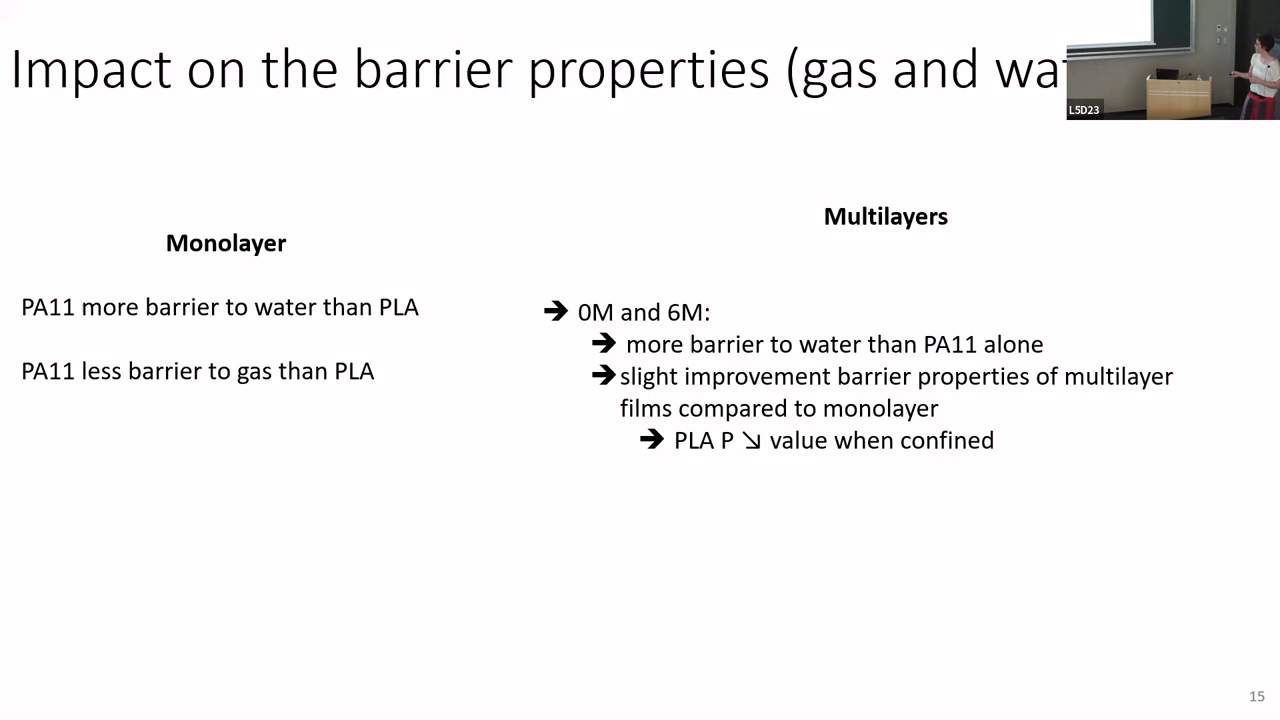 Impact on the barrier properties (gas and wa
L5D23
Monolayer
PA11 more barrier to water than PLA
PA11 less barrier to gas than PLA
Multilayers
➔ 0M and 6M:
➔ more barrier to water than PA11 alone
➔ slight improvement barrier properties of multilayer
films compared to monolayer
➔ PLA P ↘ value when confined
15